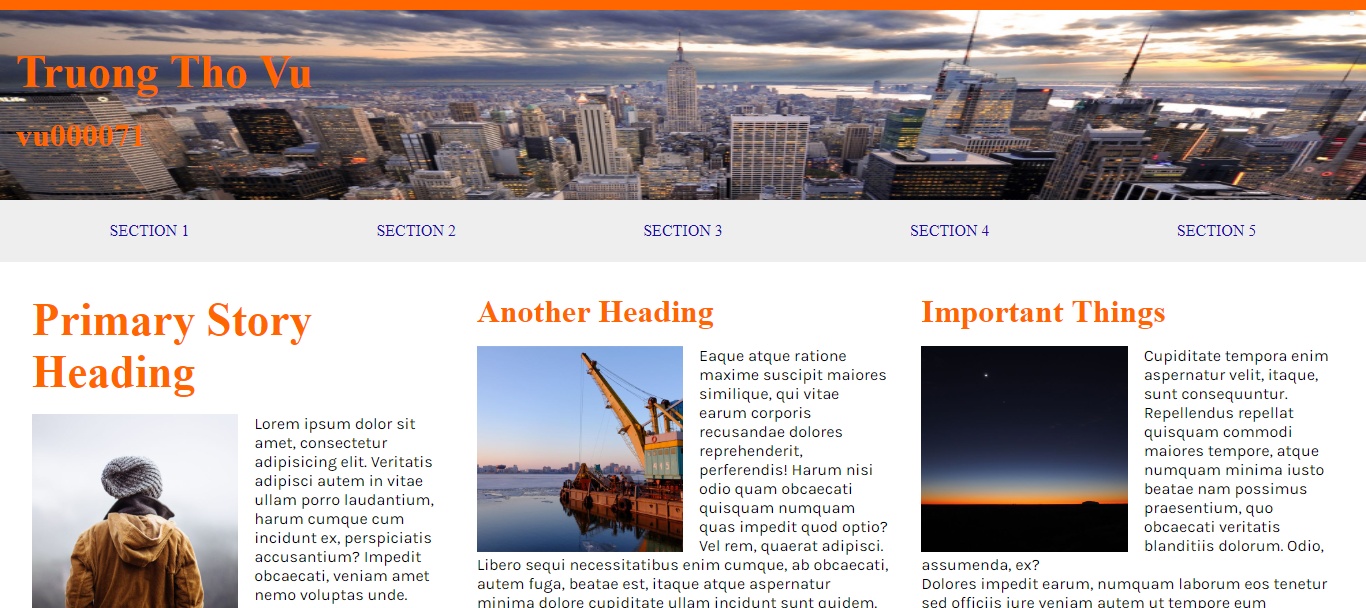 Truong Tho Vu
vu000071
SECTION 1
SECTION 2
SECTION 3
SECTION 4
SECTION 5
Primary Story
Heading
Lorem ipsum dolor sit
amet, consectetur
adipisicing elit. Veritatis
adipisci autem in vitae
ullam porro laudantium,
harum cumque cum
incidunt ex, perspiciatis
accusantium? Impedit
obcaecati, veniam amet
nemo voluptas unde.
Another Heading
Eaque atque ratione
maxime suscipit maiores
similique, qui vitae
earum corporis
recusandae dolores
reprehenderit,
perferendis! Harum nisi
odio quam obcaecati
quisquam numquam
quas impedit quod optio?
Vel rem, quaerat adipisci.
Libero sequi necessitatibus enim cumque, ab obcaecati,
autem fuga, beatae est, itaque atque aspernatur
minima dolore cupiditate ullam incidunt sunt quidem,
Important Things
Cupiditate tempora enim
aspernatur velit, itaque,
sunt consequuntur.
Repellendus repellat
quisquam commodi
maiores tempore, atque
numquam minima iusto
beatae nam possimus
praesentium, quo
obcaecati veritatis
blanditiis dolorum. Odio,
assumenda, ex?
Dolores impedit earum, numquam laborum eos tenetur
sed officiis iure veniam autem ut tempore eum